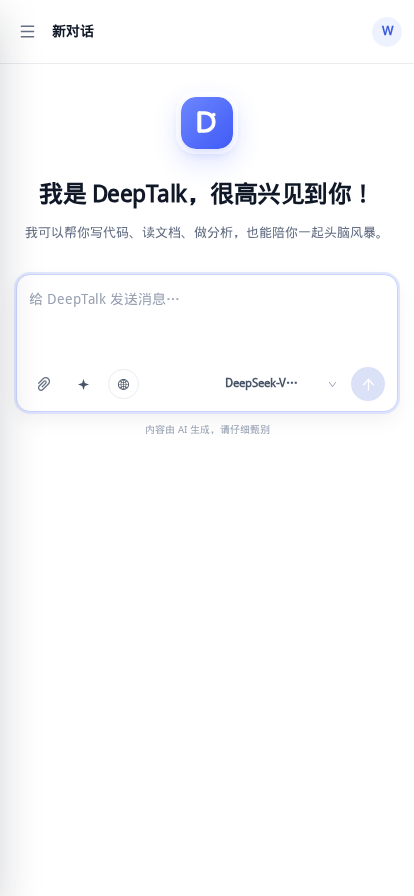 新对话
W
D
我是 DeepTalk，很高兴见到你！
我可以帮你写代码、读文档、做分析，也能陪你一起头脑风暴。
给 DeepTalk 发送消息…
DeepSeek-V…
内容由 AI 生成，请仔细甄别